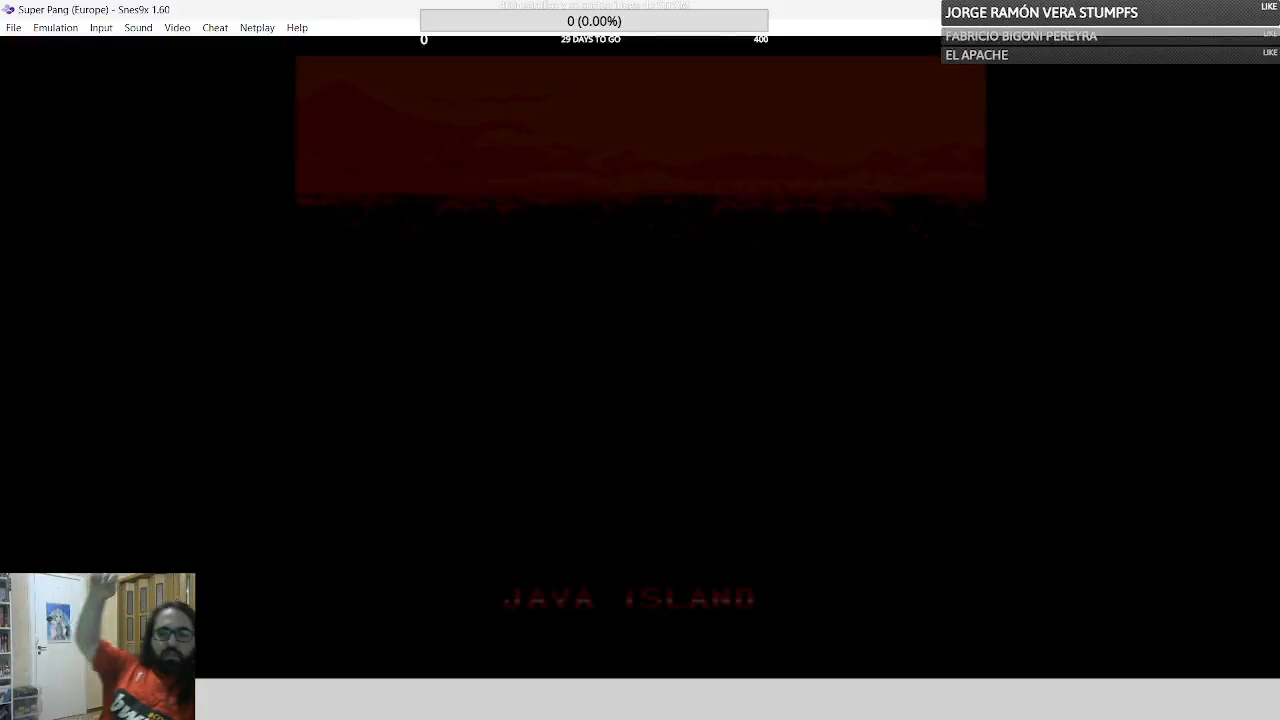 Super Pang (Europe) - Snes9x 1.60
File Emulation Input Sound Video Cheat Netplay Help
0 (0.00%)
0 29 DAYS TO GO 400
JORGE RAMÓN VERA STUMPFS LIKE
FABRICIO BIGONI PEREYRA LIKE
EL APACHE LIKE
JAVA ISLAND